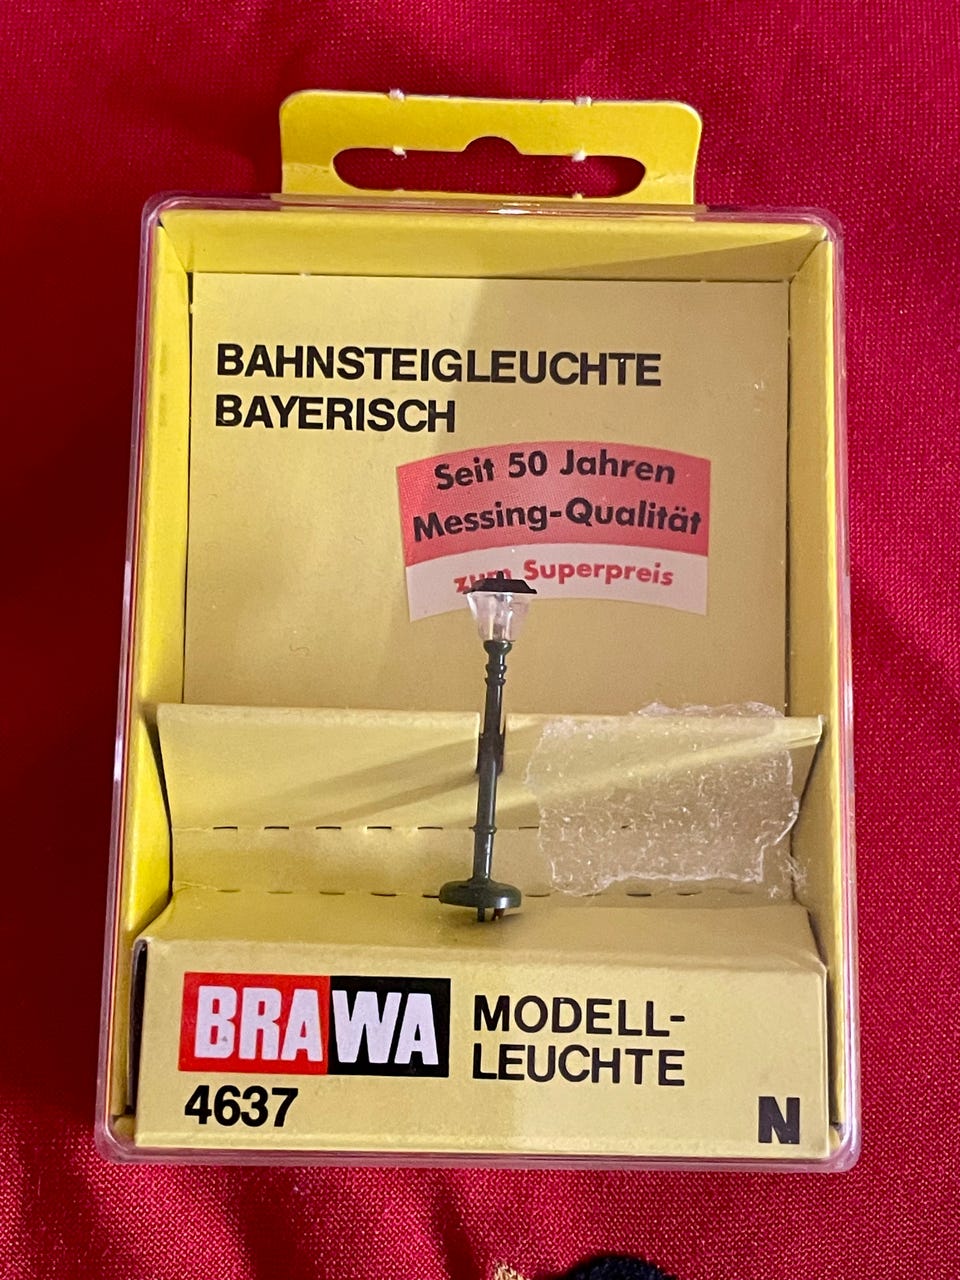 BAHNSTEIGLEUCHTE
BAYERISCH
Seit 50 Jahren
Messing-Qualität
zum Superpreis
BRAWA
MODELL-
LEUCHTE
4637
N